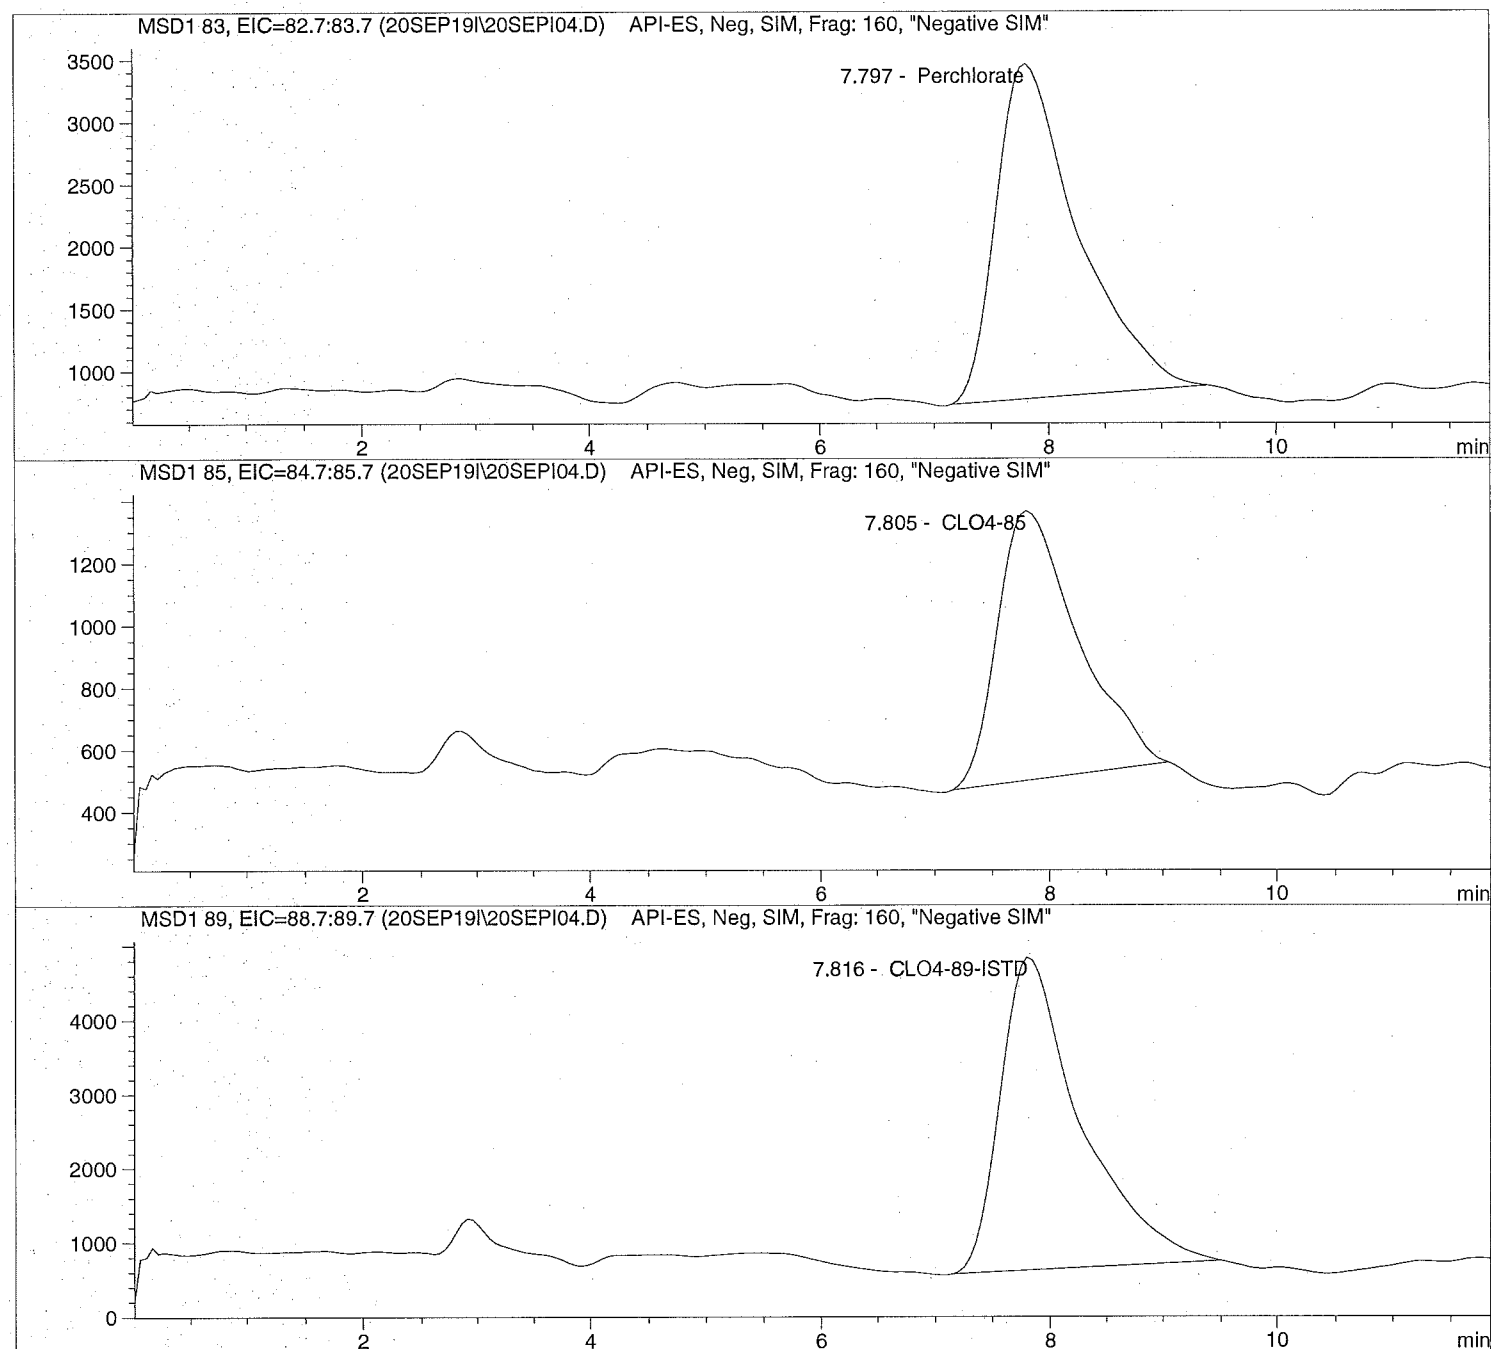 MSD1 83, EIC=82.7:83.7 (20SEP19I\20SEPI04.D) API-ES, Neg, SIM, Frag: 160, "Negative SIM"
7.797 - Perchlorate
3500
3000
2500
2000
1500
1000
2 4 6 8 10 min
MSD1 85, EIC=84.7:85.7 (20SEP19I\20SEPI04.D) API-ES, Neg, SIM, Frag: 160, "Negative SIM"
7.805 - CLO4-85
1200
1000
800
600
400
2 4 6 8 10 min
MSD1 89, EIC=88.7:89.7 (20SEP19I\20SEPI04.D) API-ES, Neg, SIM, Frag: 160, "Negative SIM"
7.816 - CLO4-89-ISTD
4000
3000
2000
1000
0
2 4 6 8 10 min